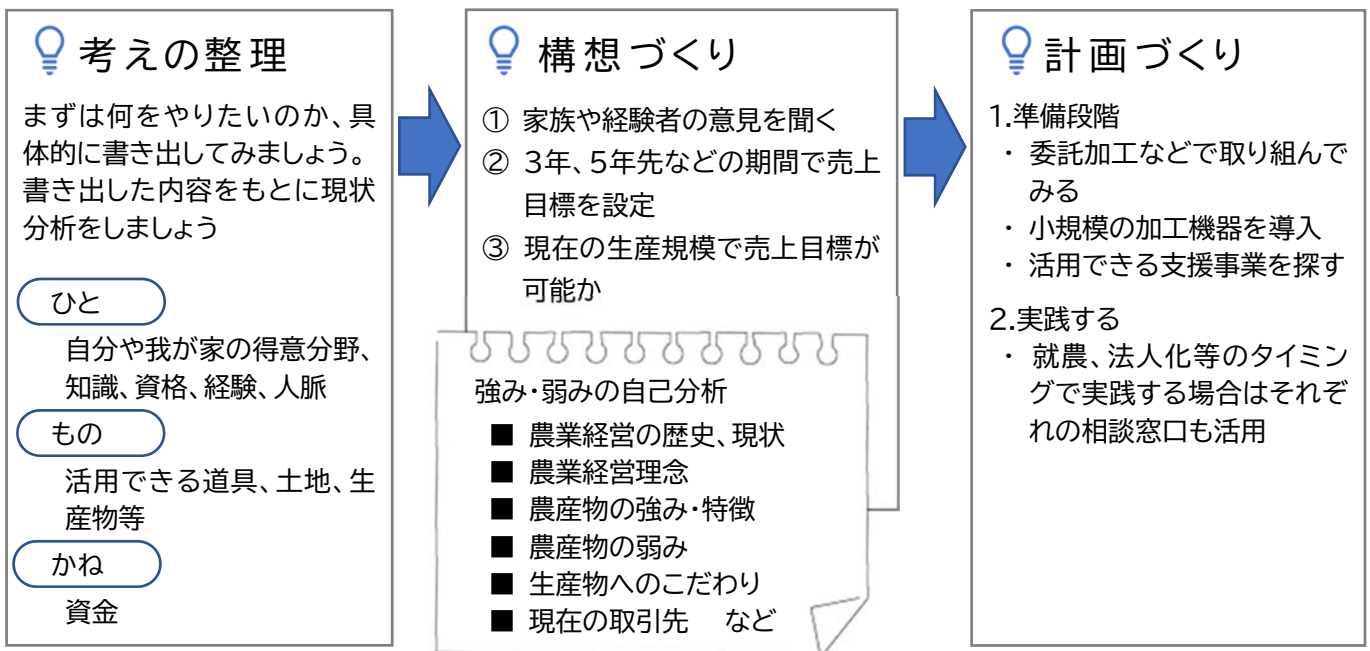 考えの整理
まずは何をやりたいのか、具
体的に書き出してみましょう。
書き出した内容をもとに現状
分析をしましょう
ひと
自分や我が家の得意分野、
知識、資格、経験、人脈
もの
活用できる道具、土地、生
産物等
かね
資金
構想づくり
① 家族や経験者の意見を聞く
② 3年、5年先などの期間で売上
目標を設定
③ 現在の生産規模で売上目標が
可能か
強み・弱みの自己分析
■ 農業経営の歴史、現状
■ 農業経営理念
■ 農産物の強み・特徴
■ 農産物の弱み
■ 生産物へのこだわり
■ 現在の取引先 など
計画づくり
1.準備段階
・ 委託加工などで取り組んで
みる
・ 小規模の加工機器を導入
・ 活用できる支援事業を探す
2.実践する
・ 就農、法人化等のタイミン
グで実践する場合はそれぞ
れの相談窓口も活用